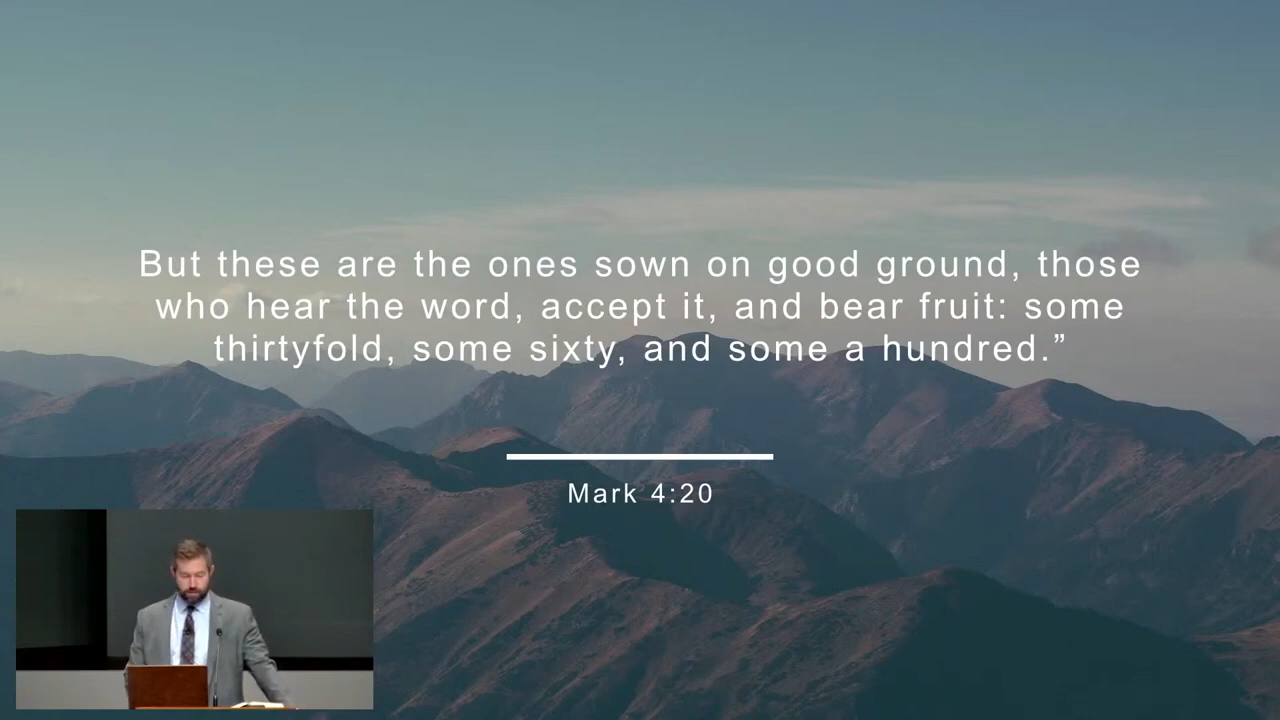 But these are the ones sown on good ground, those
who hear the word, accept it, and bear fruit: some
thirtyfold, some sixty, and some a hundred.”
Mark 4:20